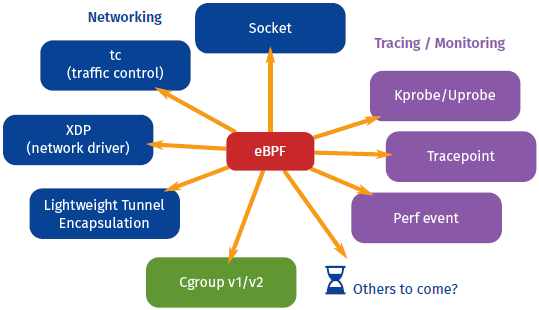 Networking
Socket
tc
(traffic control)
Tracing / Monitoring
Kprobe/Uprobe
XDP
(network driver)
eBPF
Tracepoint
Lightweight Tunnel
Encapsulation
Perf event
Cgroup v1/v2
Others to come?